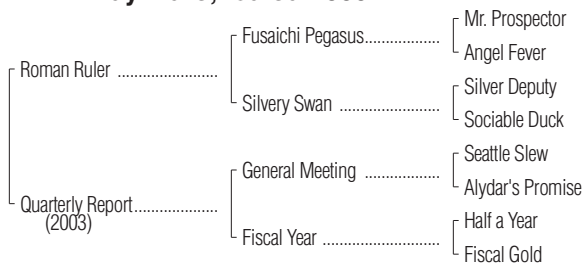 Mr. Prospector
Fusaichi Pegasus
Angel Fever
Roman Ruler
Silver Deputy
Silvery Swan
Sociable Duck
Seattle Slew
General Meeting
Alydar's Promise
Quarterly Report
(2003)
Half a Year
Fiscal Year
Fiscal Gold